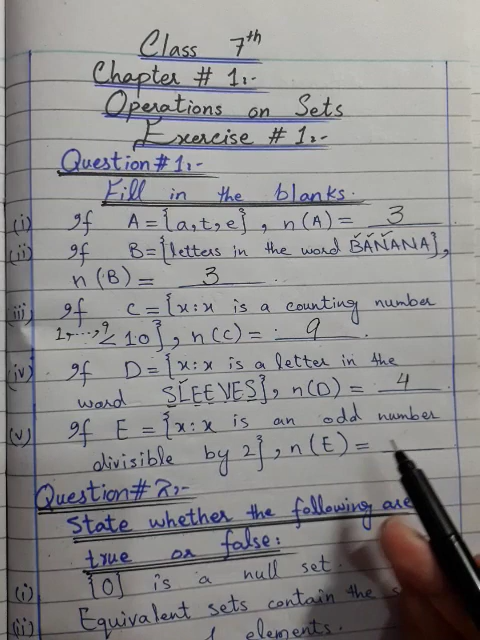 Class 7th
Chapter # 1:-
Operations on Sets
Exercise # 1:-
Question # 1:-
Fill in the blanks.
(i) If A = {a, t, e}, n(A) = 3
(ii) If B = {letters in the word BANANA},
n(B) = 3
(iii) If C = {x:x is a counting number
1,....,9 < 10}, n(C) = 9.
(iv) If D = {x:x is a letter in the
word SLEEVES}, n(D) = 4.
(v) If E = {x:x is an odd number
divisible by 2}, n(E) =
Question # 2:-
State whether the following are
true or false:
(i) {0} is a null set.
(ii) Equivalent sets contain the
elements.